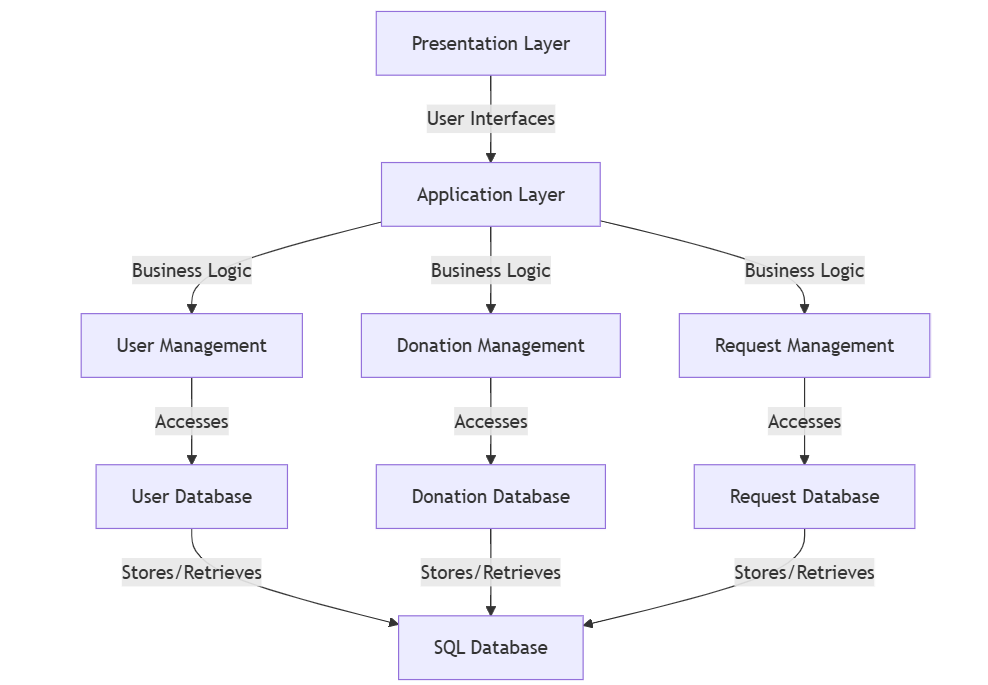 Presentation Layer
User Interfaces
Application Layer
Business Logic
Business Logic
Business Logic
User Management
Donation Management
Request Management
Accesses
Accesses
Accesses
User Database
Donation Database
Request Database
Stores/Retrieves
Stores/Retrieves
Stores/Retrieves
SQL Database